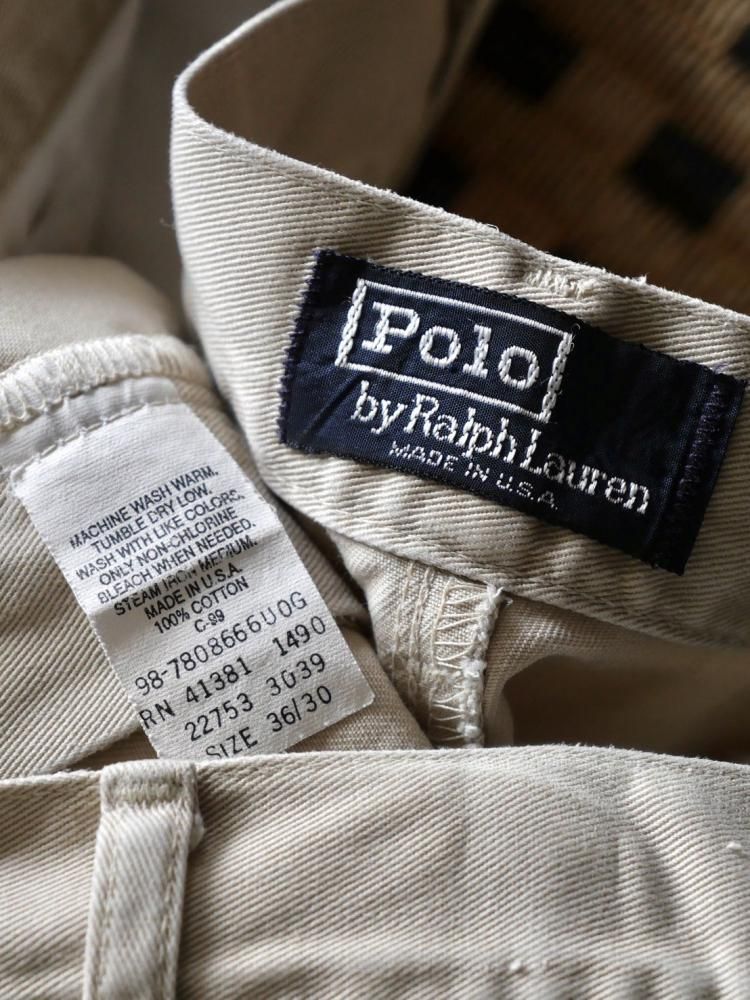 Polo
by Ralph Lauren
MADE IN U.S.A.
MACHINE WASH WARM.
TUMBLE DRY LOW.
WASH WITH LIKE COLORS.
ONLY NON-CHLORINE
BLEACH WHEN NEEDED.
STEAM IRON MEDIUM.
MADE IN U.S.A.
100% COTTON
C-99
98-7808666UOG
RN 41381 1490
22753 3039
SIZE 36/30